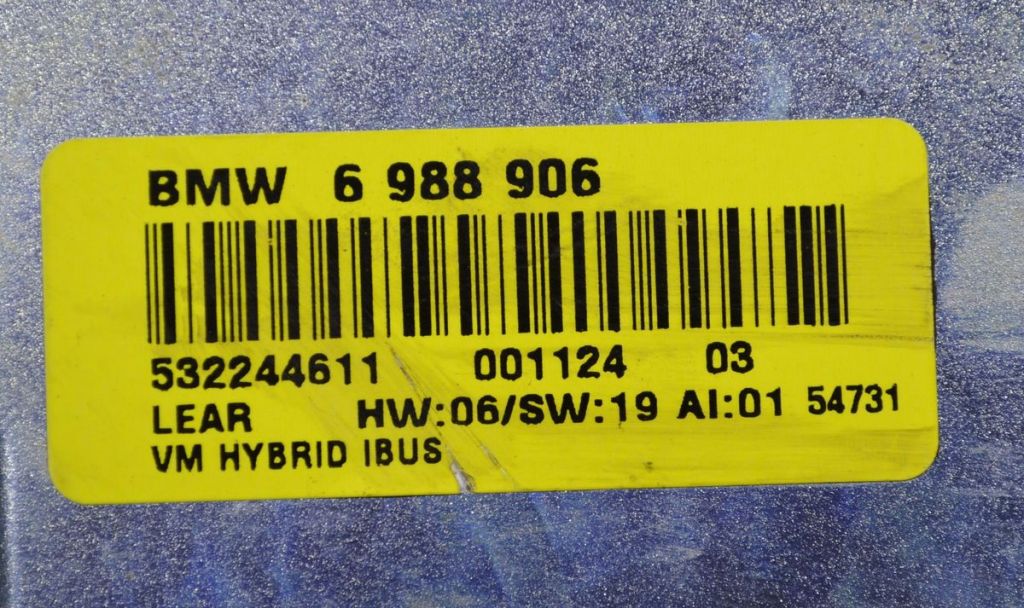 BMW 6 988 906
532244611 001124 03
LEAR HW:06/SW:19 AI:01 54731
VM HYBRID IBUS